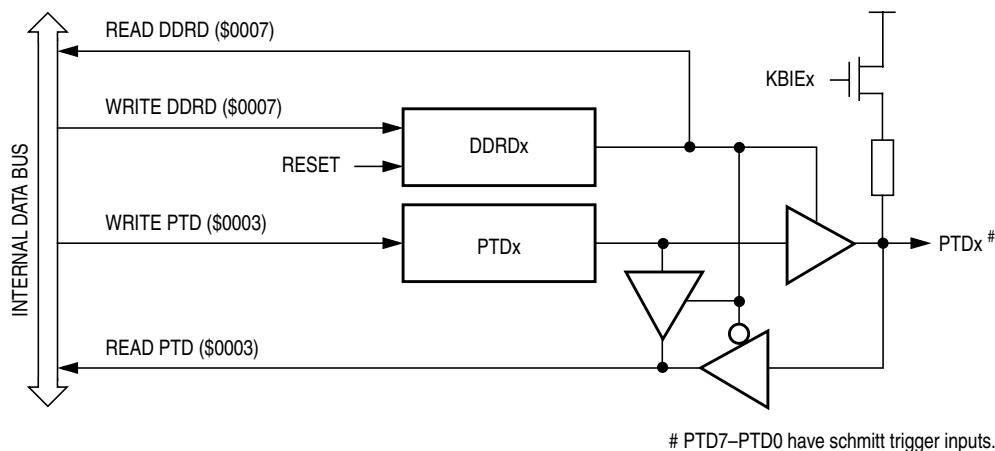 READ DDRD ($0007)
KBIEx
WRITE DDRD ($0007)
DDRDx
RESET
INTERNAL DATA BUS
WRITE PTD ($0003)
PTDx
PTDx #
READ PTD ($0003)
# PTD7–PTD0 have schmitt trigger inputs.